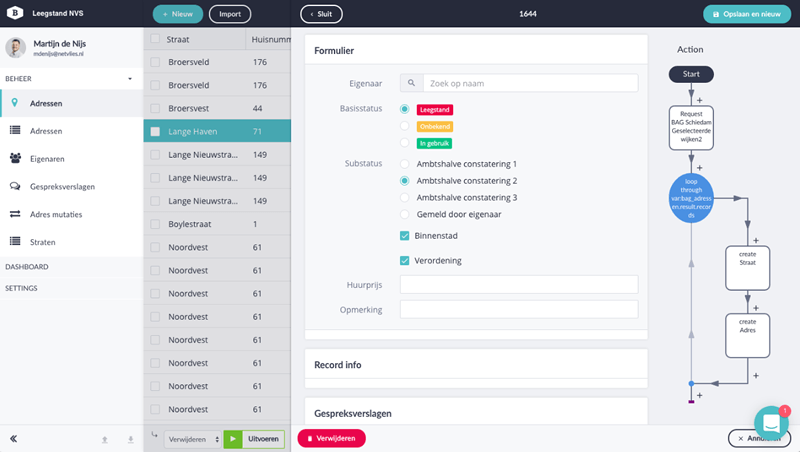 Leegstand NVS
+ Nieuw
Import
‹ Sluit
1644
Opslaan en nieuw
Martijn de Nijs
mdenijs@netvlies.nl
BEHEER
Adressen
Adressen
Eigenaren
Gespreksverslagen
Adres mutaties
Straten
DASHBOARD
SETTINGS
Straat Huisnumm
Broersveld 176
Broersveld 176
Broersvest 44
Lange Haven 71
Lange Nieuwstra... 149
Lange Nieuwstra... 149
Lange Nieuwstra... 149
Boylestraat 1
Noordvest 61
Noordvest 61
Noordvest 61
Noordvest 61
Noordvest 61
Noordvest 61
Noordvest 61
Noordvest 61
Verwijderen
Uitvoeren
Formulier
Eigenaar
Zoek op naam
Basisstatus
Leegstand
Onbekend
In gebruik
Substatus
Ambtshalve constatering 1
Ambtshalve constatering 2
Ambtshalve constatering 3
Gemeld door eigenaar
Binnenstad
Verordening
Huurprijs
Opmerking
Record info
Gespreksverslagen
Verwijderen
Action
Start
+
Request
BAG Schiedam
Geselecteerde
wijken2
+
loop
through
var.bag_adress
en.result.recor
ds
+
+
create
Straat
+
create
Adres
+
+
1
× Annuleren